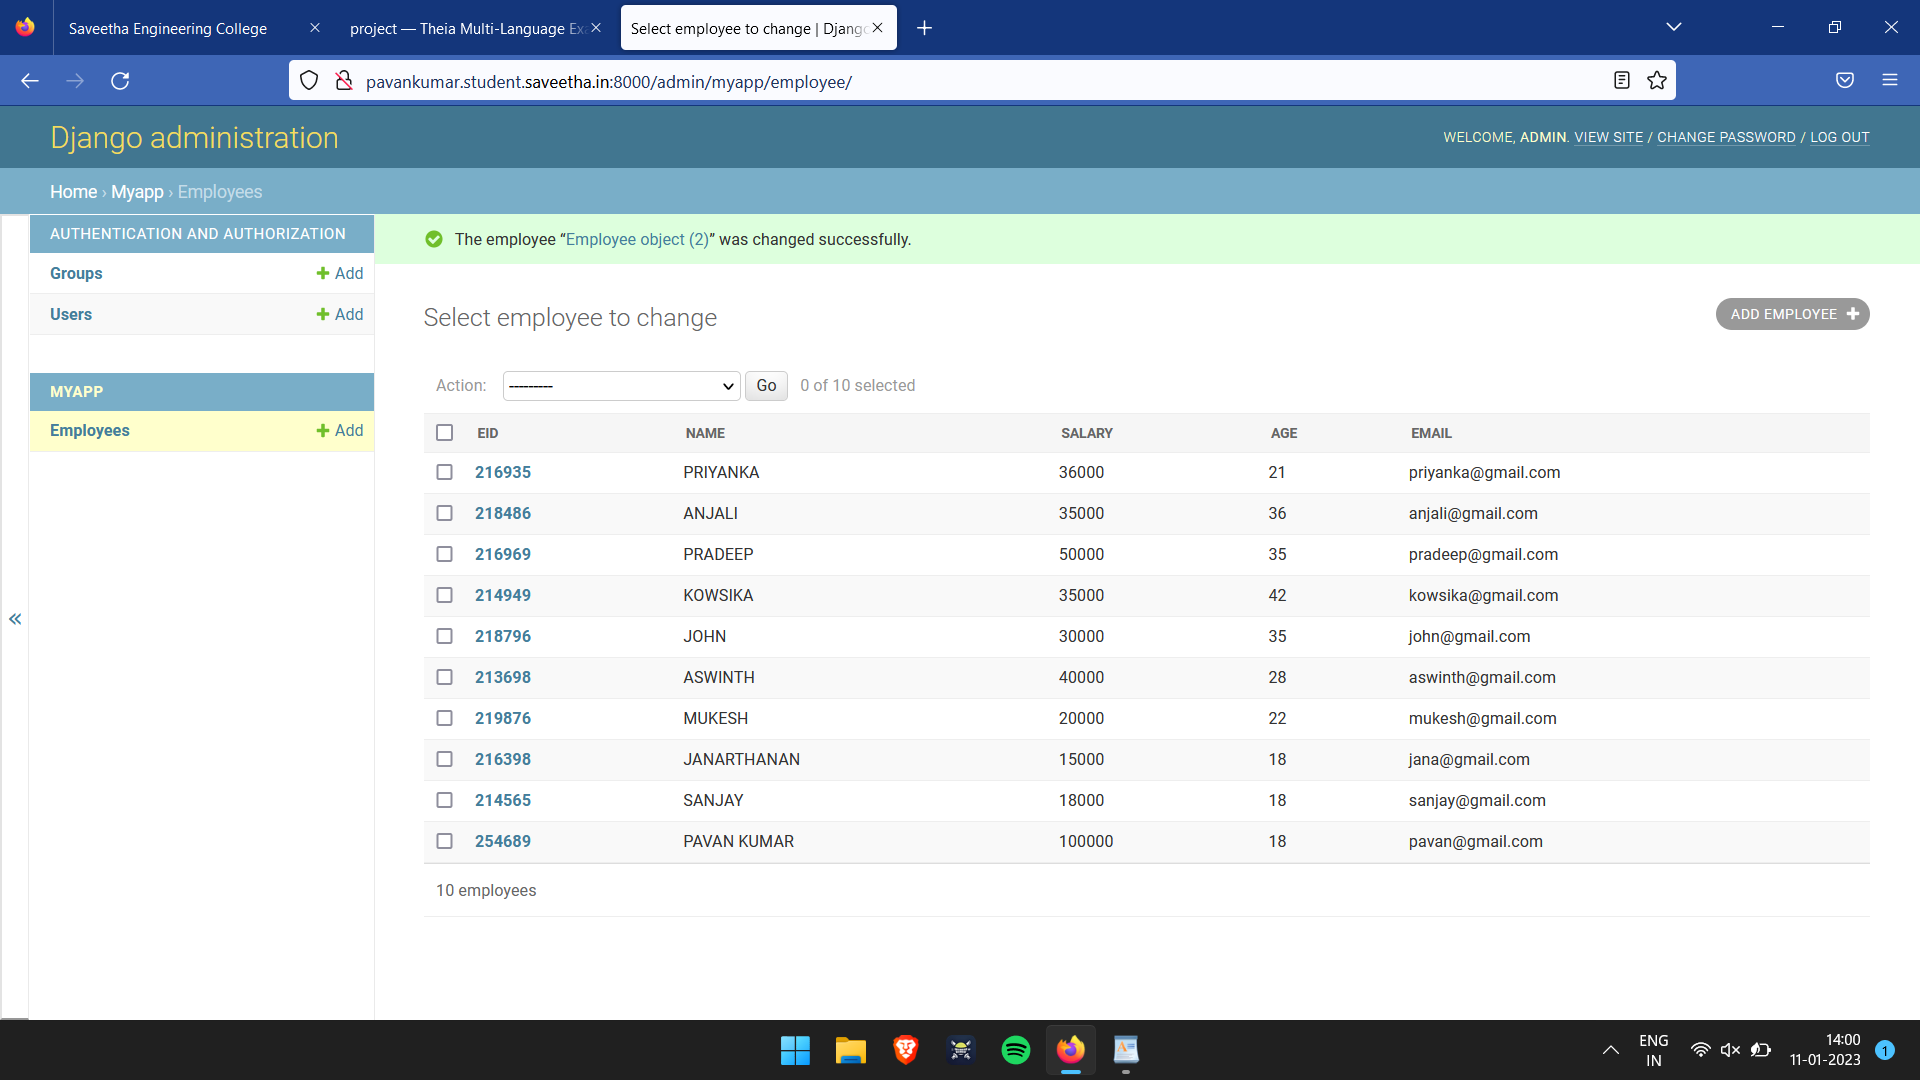 Saveetha Engineering College
project — Theia Multi-Language Ex
Select employee to change | Djang
pavankumar.student.saveetha.in:8000/admin/myapp/employee/
Django administration
WELCOME, ADMIN. VIEW SITE / CHANGE PASSWORD / LOG OUT
Home › Myapp › Employees
AUTHENTICATION AND AUTHORIZATION
Groups + Add
Users + Add
MYAPP
Employees + Add
«
The employee “Employee object (2)” was changed successfully.
Select employee to change
ADD EMPLOYEE +
Action: --------- Go 0 of 10 selected
EID NAME SALARY AGE EMAIL
216935 PRIYANKA 36000 21 priyanka@gmail.com
218486 ANJALI 35000 36 anjali@gmail.com
216969 PRADEEP 50000 35 pradeep@gmail.com
214949 KOWSIKA 35000 42 kowsika@gmail.com
218796 JOHN 30000 35 john@gmail.com
213698 ASWINTH 40000 28 aswinth@gmail.com
219876 MUKESH 20000 22 mukesh@gmail.com
216398 JANARTHANAN 15000 18 jana@gmail.com
214565 SANJAY 18000 18 sanjay@gmail.com
254689 PAVAN KUMAR 100000 18 pavan@gmail.com
10 employees
ENG
IN
14:00
11-01-2023
1